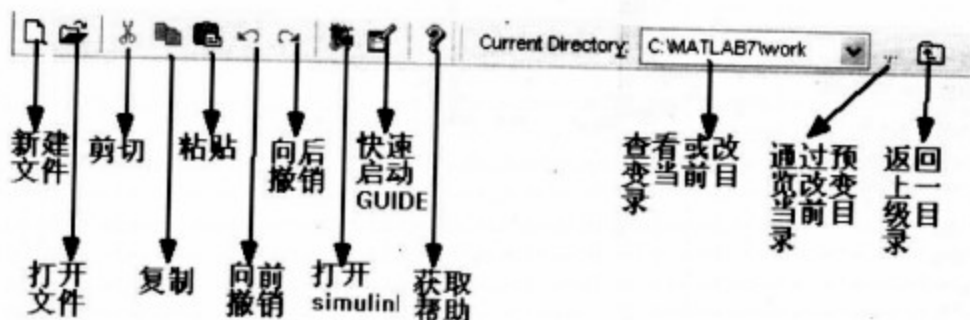 Current Directory: C:\MATLAB7\work
...
新建
文件
剪切
粘贴
向后
撤销
快速
启动
GUIDE
查看或改
变当前目
录
通过预
览改变
当前目
录
返回
上一
级目
录
打开
文件
复制
向前
撤销
打开
simulinl
获取
帮助